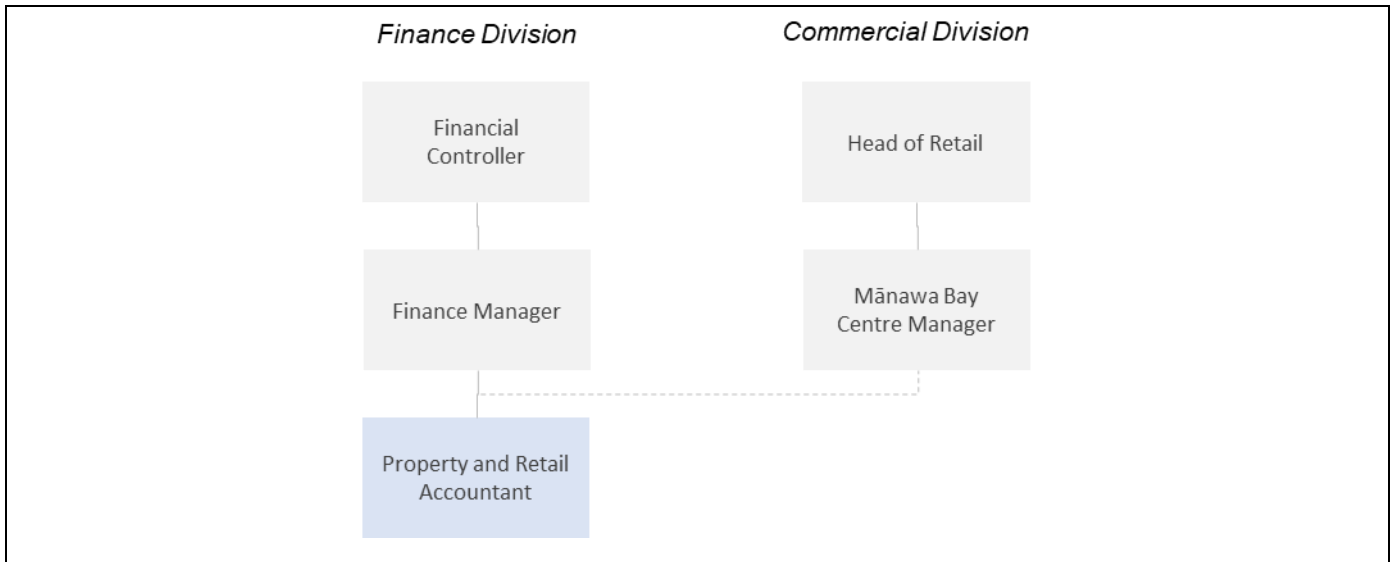 Finance Division
Commercial Division
Financial
Controller
Head of Retail
Finance Manager
Mānawa Bay
Centre Manager
Property and Retail
Accountant